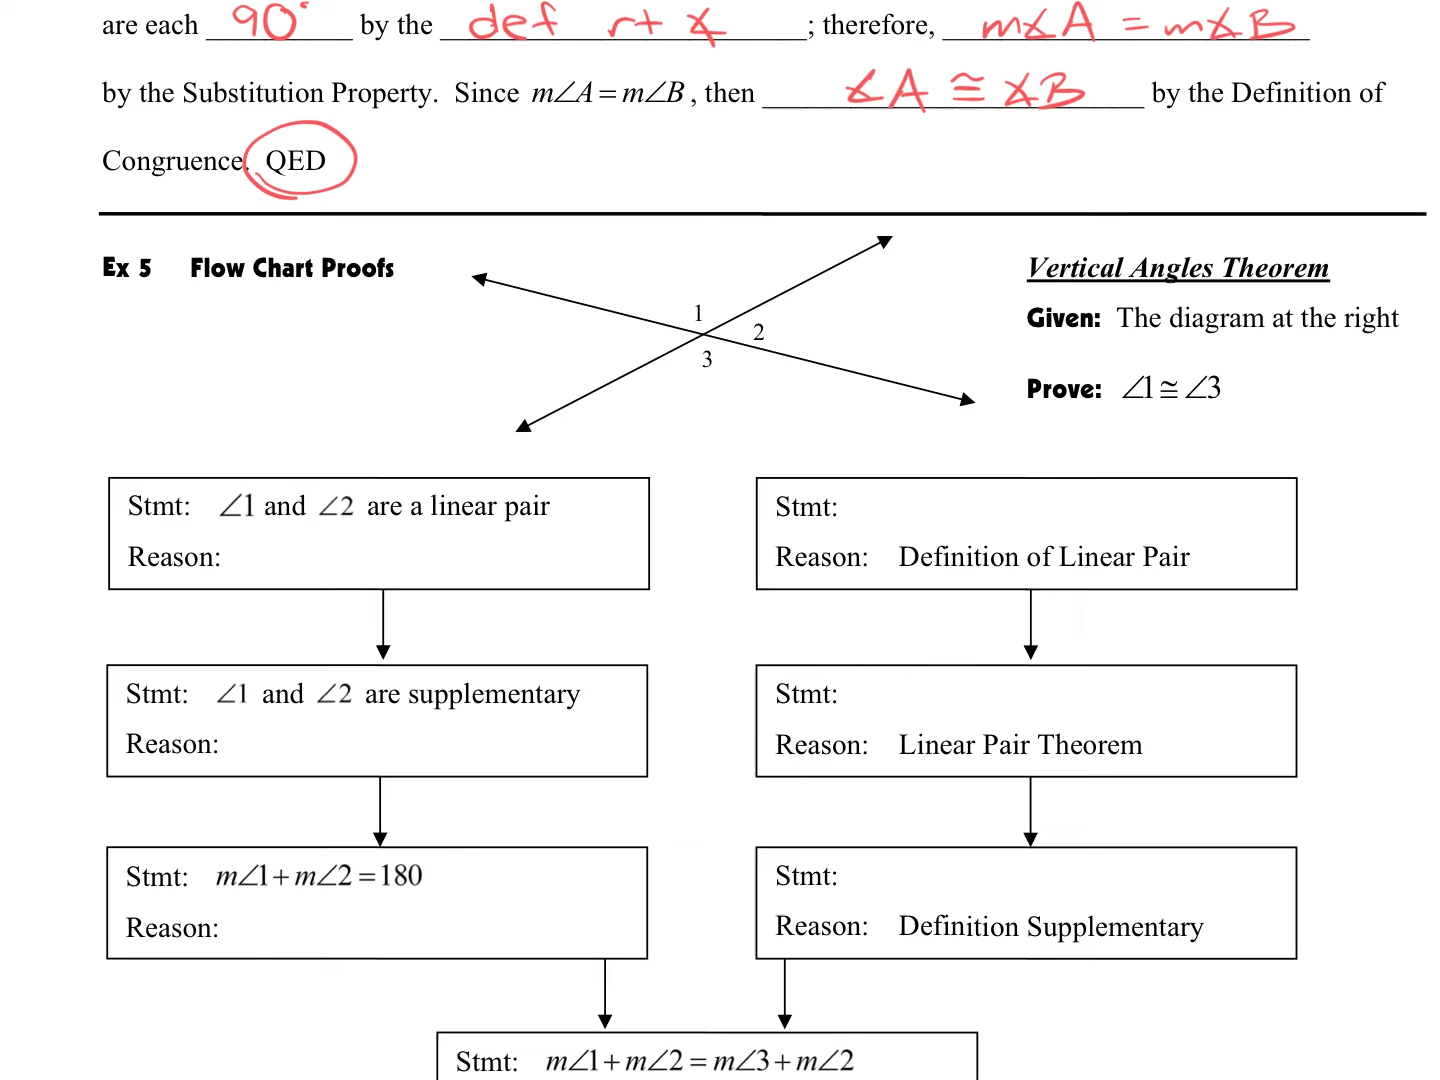 are each 90° by the def rt ∡; therefore, m∡A = m∡B
by the Substitution Property. Since m∠A=m∠B, then ∡A ≅ ∡B by the Definition of
Congruence. QED
Ex 5 Flow Chart Proofs
Vertical Angles Theorem
Given: The diagram at the right
Prove: ∠1≅∠3
1
2
3
Stmt: ∠1 and ∠2 are a linear pair
Reason:
Stmt:
Reason: Definition of Linear Pair
Stmt: ∠1 and ∠2 are supplementary
Reason:
Stmt:
Reason: Linear Pair Theorem
Stmt: m∠1+m∠2=180
Reason:
Stmt:
Reason: Definition Supplementary
Stmt: m∠1+m∠2=m∠3+m∠2